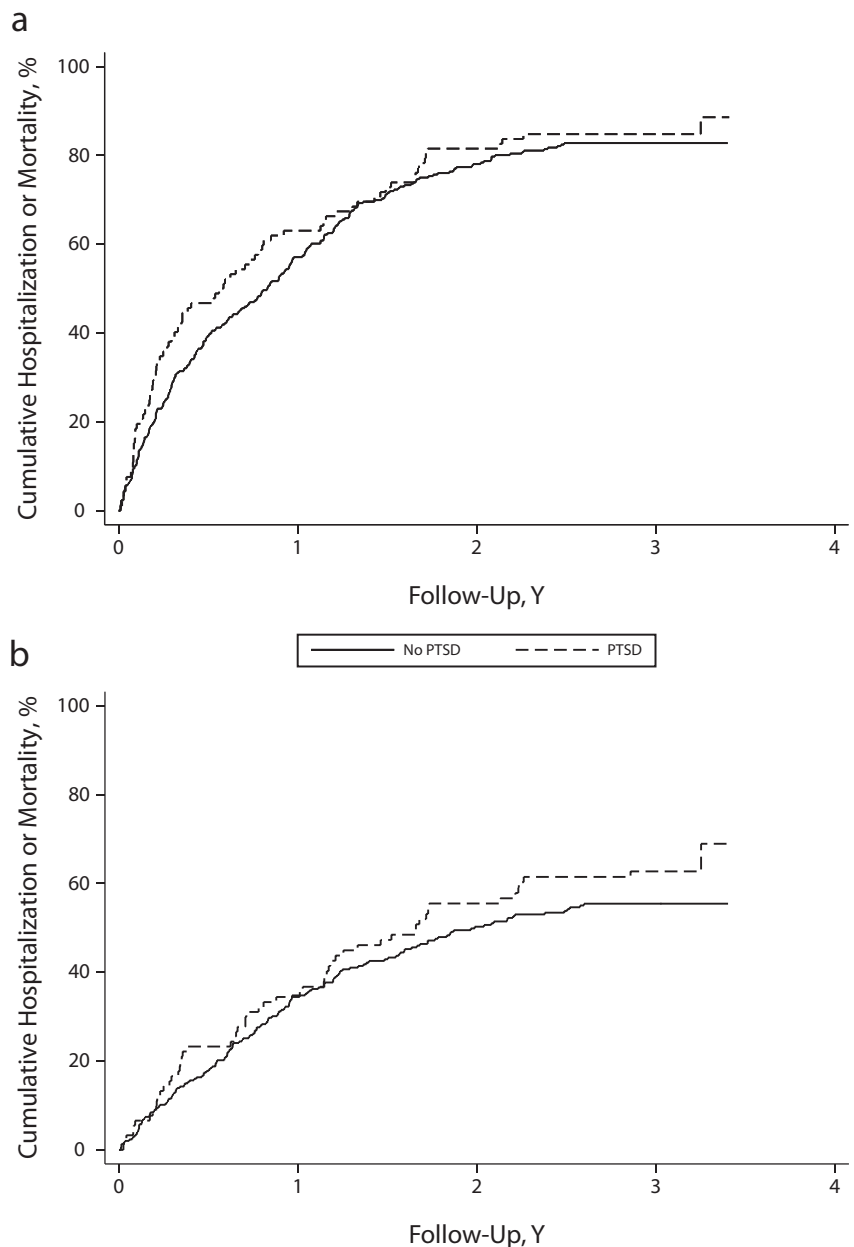 a
Cumulative Hospitalization or Mortality, %
100
80
60
40
20
0
0 1 2 3 4
Follow-Up, Y
No PTSD PTSD
b
Cumulative Hospitalization or Mortality, %
100
80
60
40
20
0
0 1 2 3 4
Follow-Up, Y